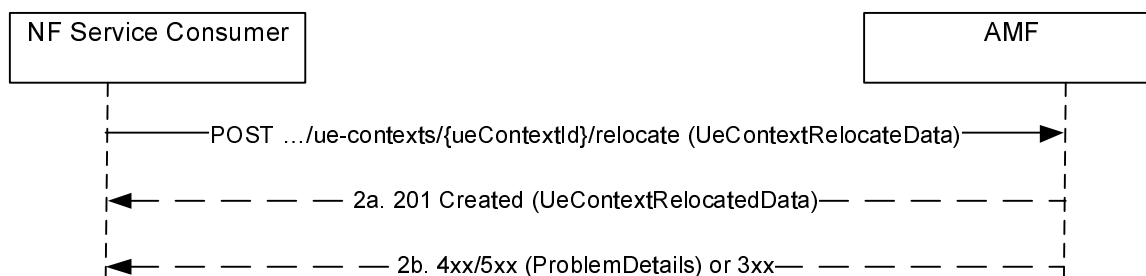 NF Service Consumer
AMF
POST …/ue-contexts/{ueContextId}/relocate (UeContextRelocateData)
2a. 201 Created (UeContextRelocatedData)
2b. 4xx/5xx (ProblemDetails) or 3xx